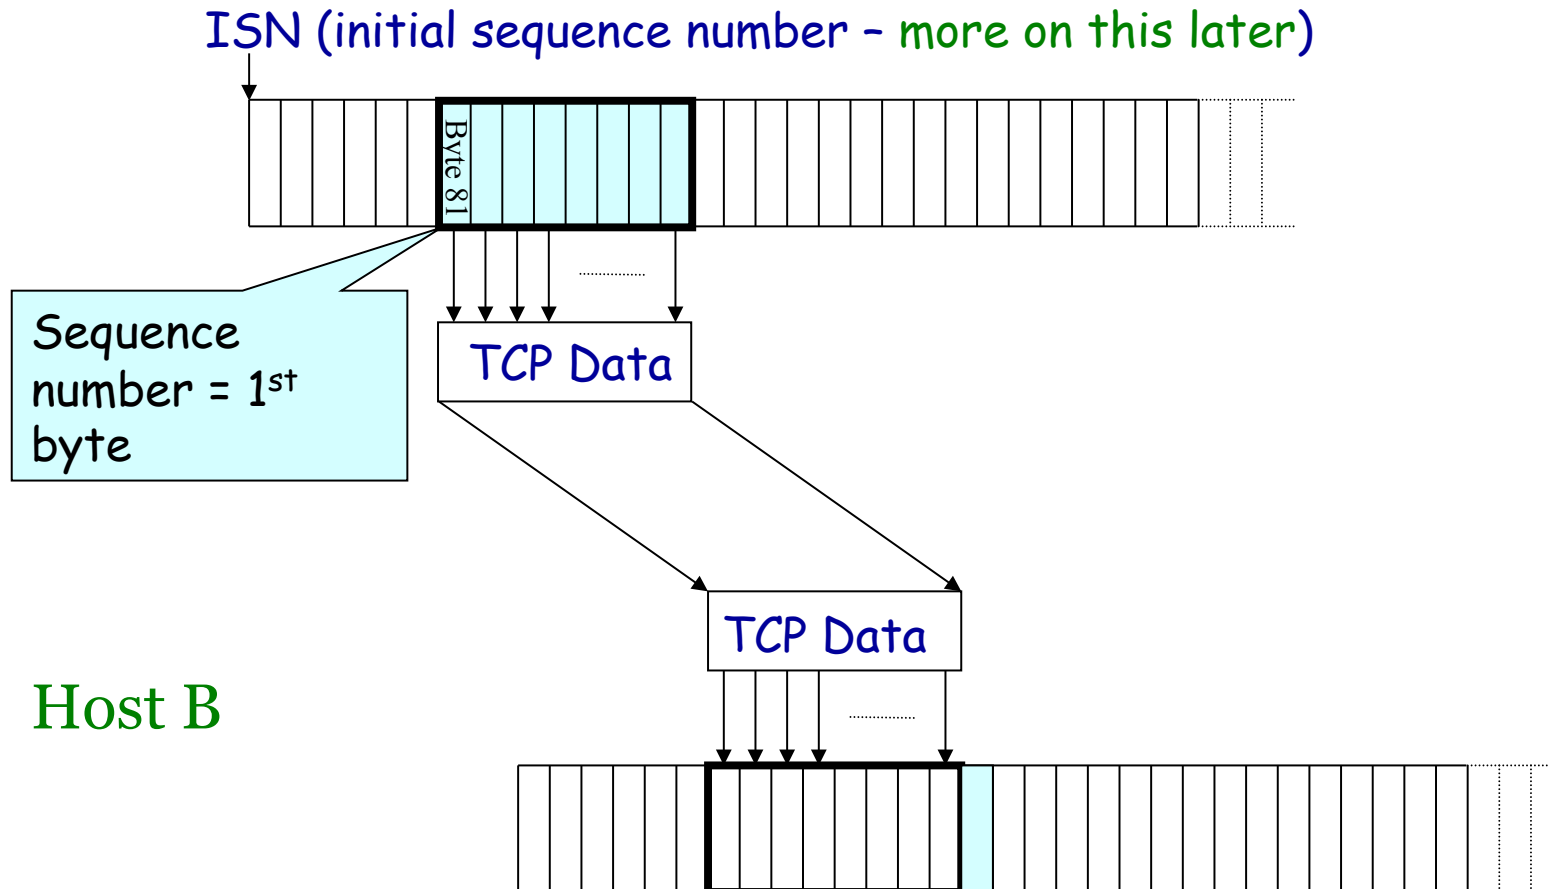 ISN (initial sequence number – more on this later)
Byte 81
Sequence
number = 1st
byte
TCP Data
TCP Data
Host B